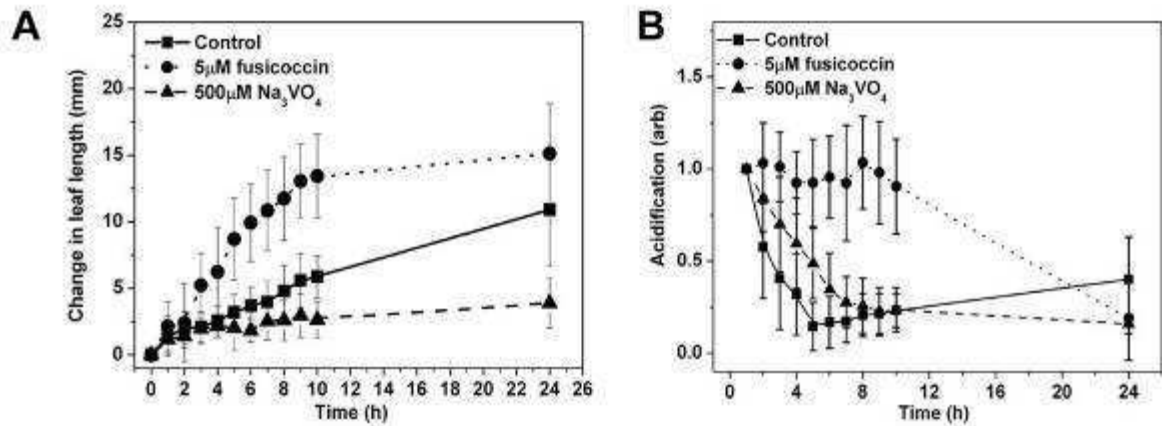 A
Control
5µM fusicoccin
500µM Na₃VO₄
Change in leaf length (mm)
25
20
15
10
5
0
0 2 4 6 8 10 12 14 16 18 20 22 24 26
Time (h)
B
Control
5µM fusicoccin
500µM Na₃VO₄
Acidification (arb)
1.5
1.0
0.5
0.0
0 4 8 12 16 20 24
Time (h)